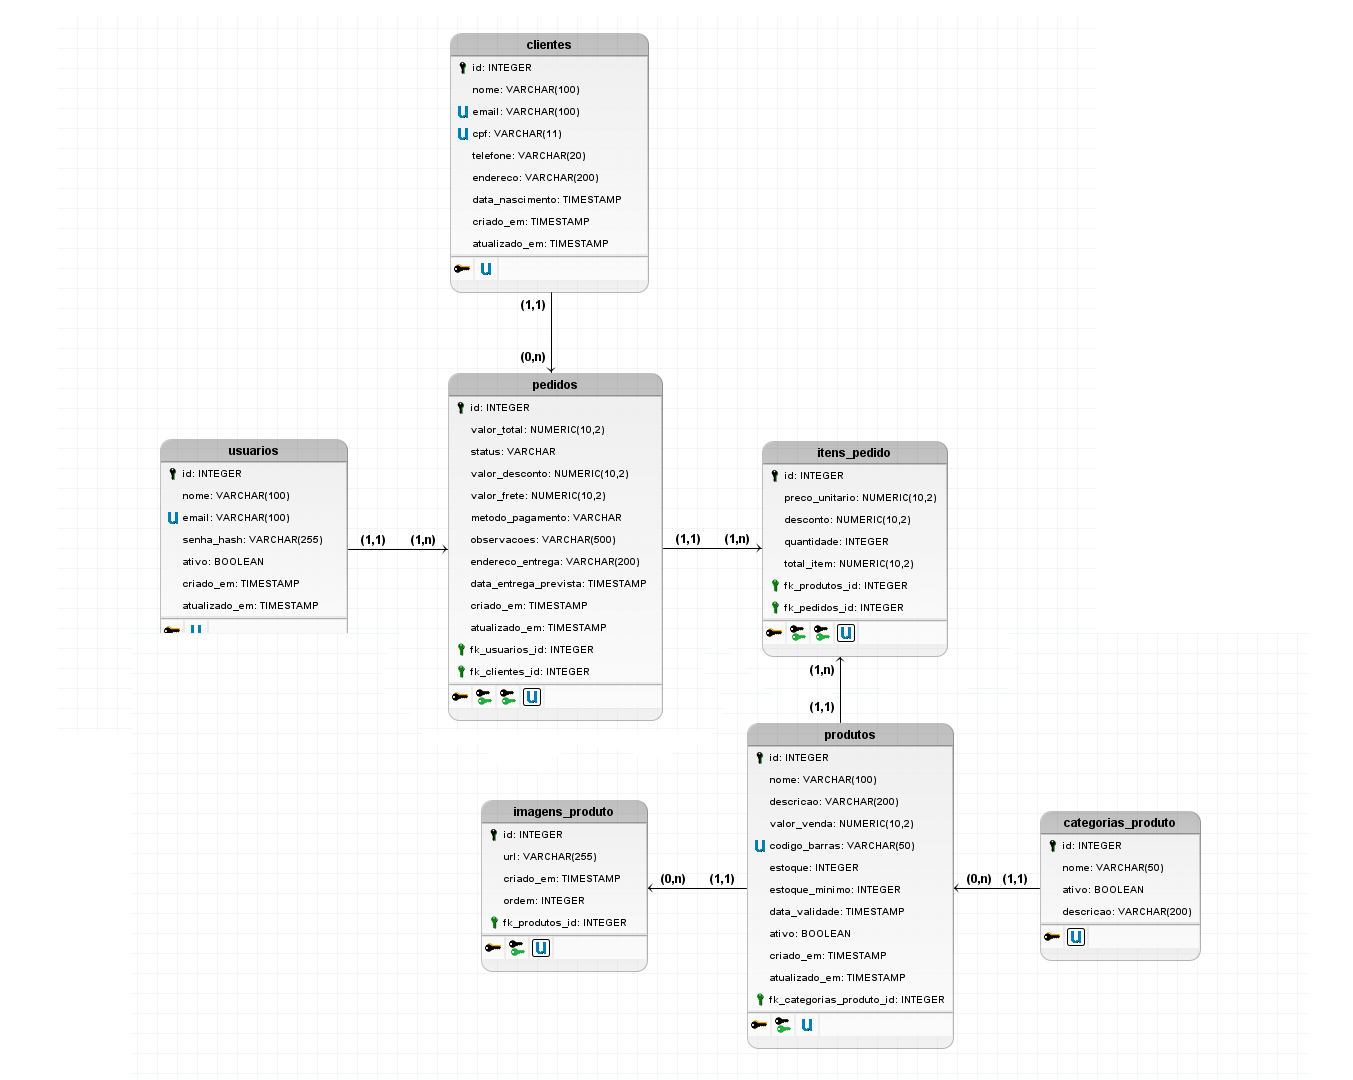 clientes
id: INTEGER
nome: VARCHAR(100)
u email: VARCHAR(100)
u cpf: VARCHAR(11)
telefone: VARCHAR(20)
endereco: VARCHAR(200)
data_nascimento: TIMESTAMP
criado_em: TIMESTAMP
atualizado_em: TIMESTAMP
u
(1,1)
(0,n)
usuarios
id: INTEGER
nome: VARCHAR(100)
u email: VARCHAR(100)
senha_hash: VARCHAR(255)
ativo: BOOLEAN
criado_em: TIMESTAMP
atualizado_em: TIMESTAMP
u
(1,1) (1,n)
pedidos
id: INTEGER
valor_total: NUMERIC(10,2)
status: VARCHAR
valor_desconto: NUMERIC(10,2)
valor_frete: NUMERIC(10,2)
metodo_pagamento: VARCHAR
observacoes: VARCHAR(500)
endereco_entrega: VARCHAR(200)
data_entrega_prevista: TIMESTAMP
criado_em: TIMESTAMP
atualizado_em: TIMESTAMP
fk_usuarios_id: INTEGER
fk_clientes_id: INTEGER
u
(1,1) (1,n)
itens_pedido
id: INTEGER
preco_unitario: NUMERIC(10,2)
desconto: NUMERIC(10,2)
quantidade: INTEGER
total_item: NUMERIC(10,2)
fk_produtos_id: INTEGER
fk_pedidos_id: INTEGER
u
(1,n)
(1,1)
imagens_produto
id: INTEGER
url: VARCHAR(255)
criado_em: TIMESTAMP
ordem: INTEGER
fk_produtos_id: INTEGER
u
(0,n) (1,1)
produtos
id: INTEGER
nome: VARCHAR(100)
descricao: VARCHAR(200)
valor_venda: NUMERIC(10,2)
u codigo_barras: VARCHAR(50)
estoque: INTEGER
estoque_minimo: INTEGER
data_validade: TIMESTAMP
ativo: BOOLEAN
criado_em: TIMESTAMP
atualizado_em: TIMESTAMP
fk_categorias_produto_id: INTEGER
u
(0,n) (1,1)
categorias_produto
id: INTEGER
nome: VARCHAR(50)
ativo: BOOLEAN
descricao: VARCHAR(200)
u